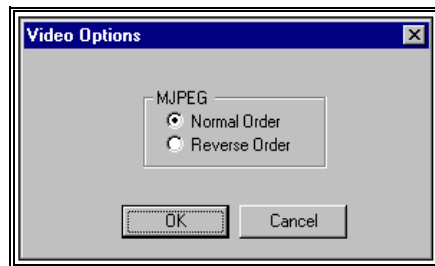 Video Options
MJPEG
Normal Order
Reverse Order
OK Cancel